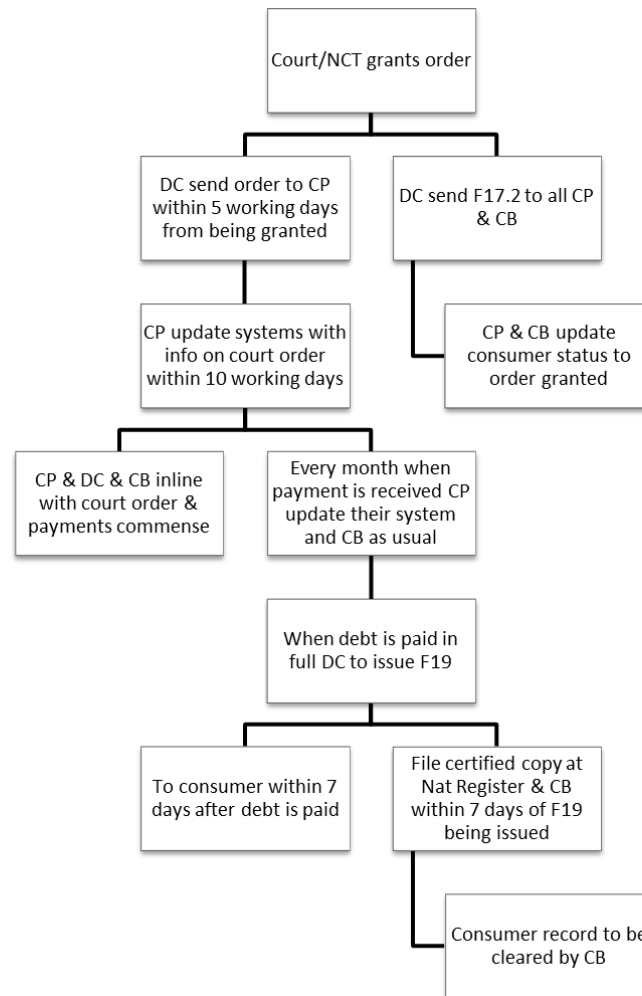 Court/NCT grants order
DC send order to CP
within 5 working days
from being granted
DC send F17.2 to all CP
& CB
CP update systems with
info on court order
within 10 working days
CP & CB update
consumer status to
order granted
CP & DC & CB inline
with court order &
payments commense
Every month when
payment is received CP
update their system
and CB as usual
When debt is paid in
full DC to issue F19
To consumer within 7
days after debt is paid
File certified copy at
Nat Register & CB
within 7 days of F19
being issued
Consumer record to be
cleared by CB